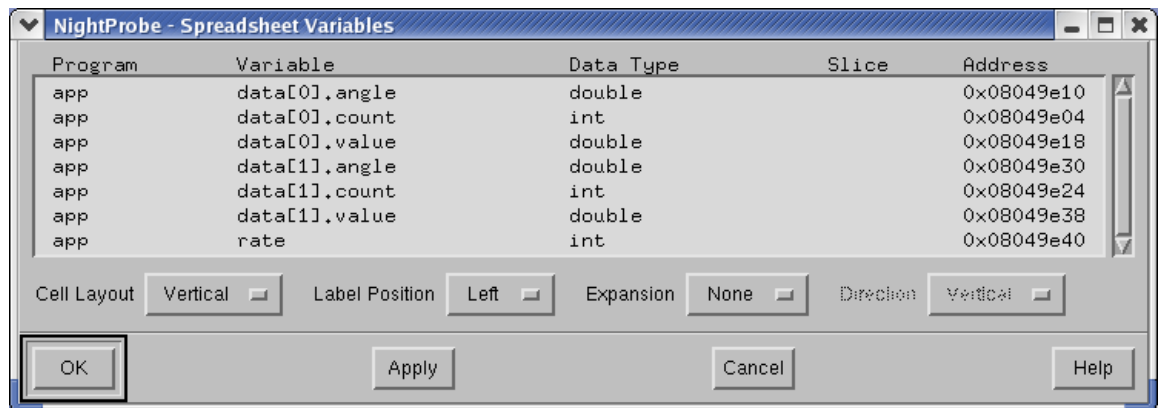 NightProbe - Spreadsheet Variables
Program Variable Data Type Slice Address
app data[0].angle double 0x08049e10
app data[0].count int 0x08049e04
app data[0].value double 0x08049e18
app data[1].angle double 0x08049e30
app data[1].count int 0x08049e24
app data[1].value double 0x08049e38
app rate int 0x08049e40
Cell Layout Vertical Label Position Left Expansion None Direction Vertical
OK Apply Cancel Help